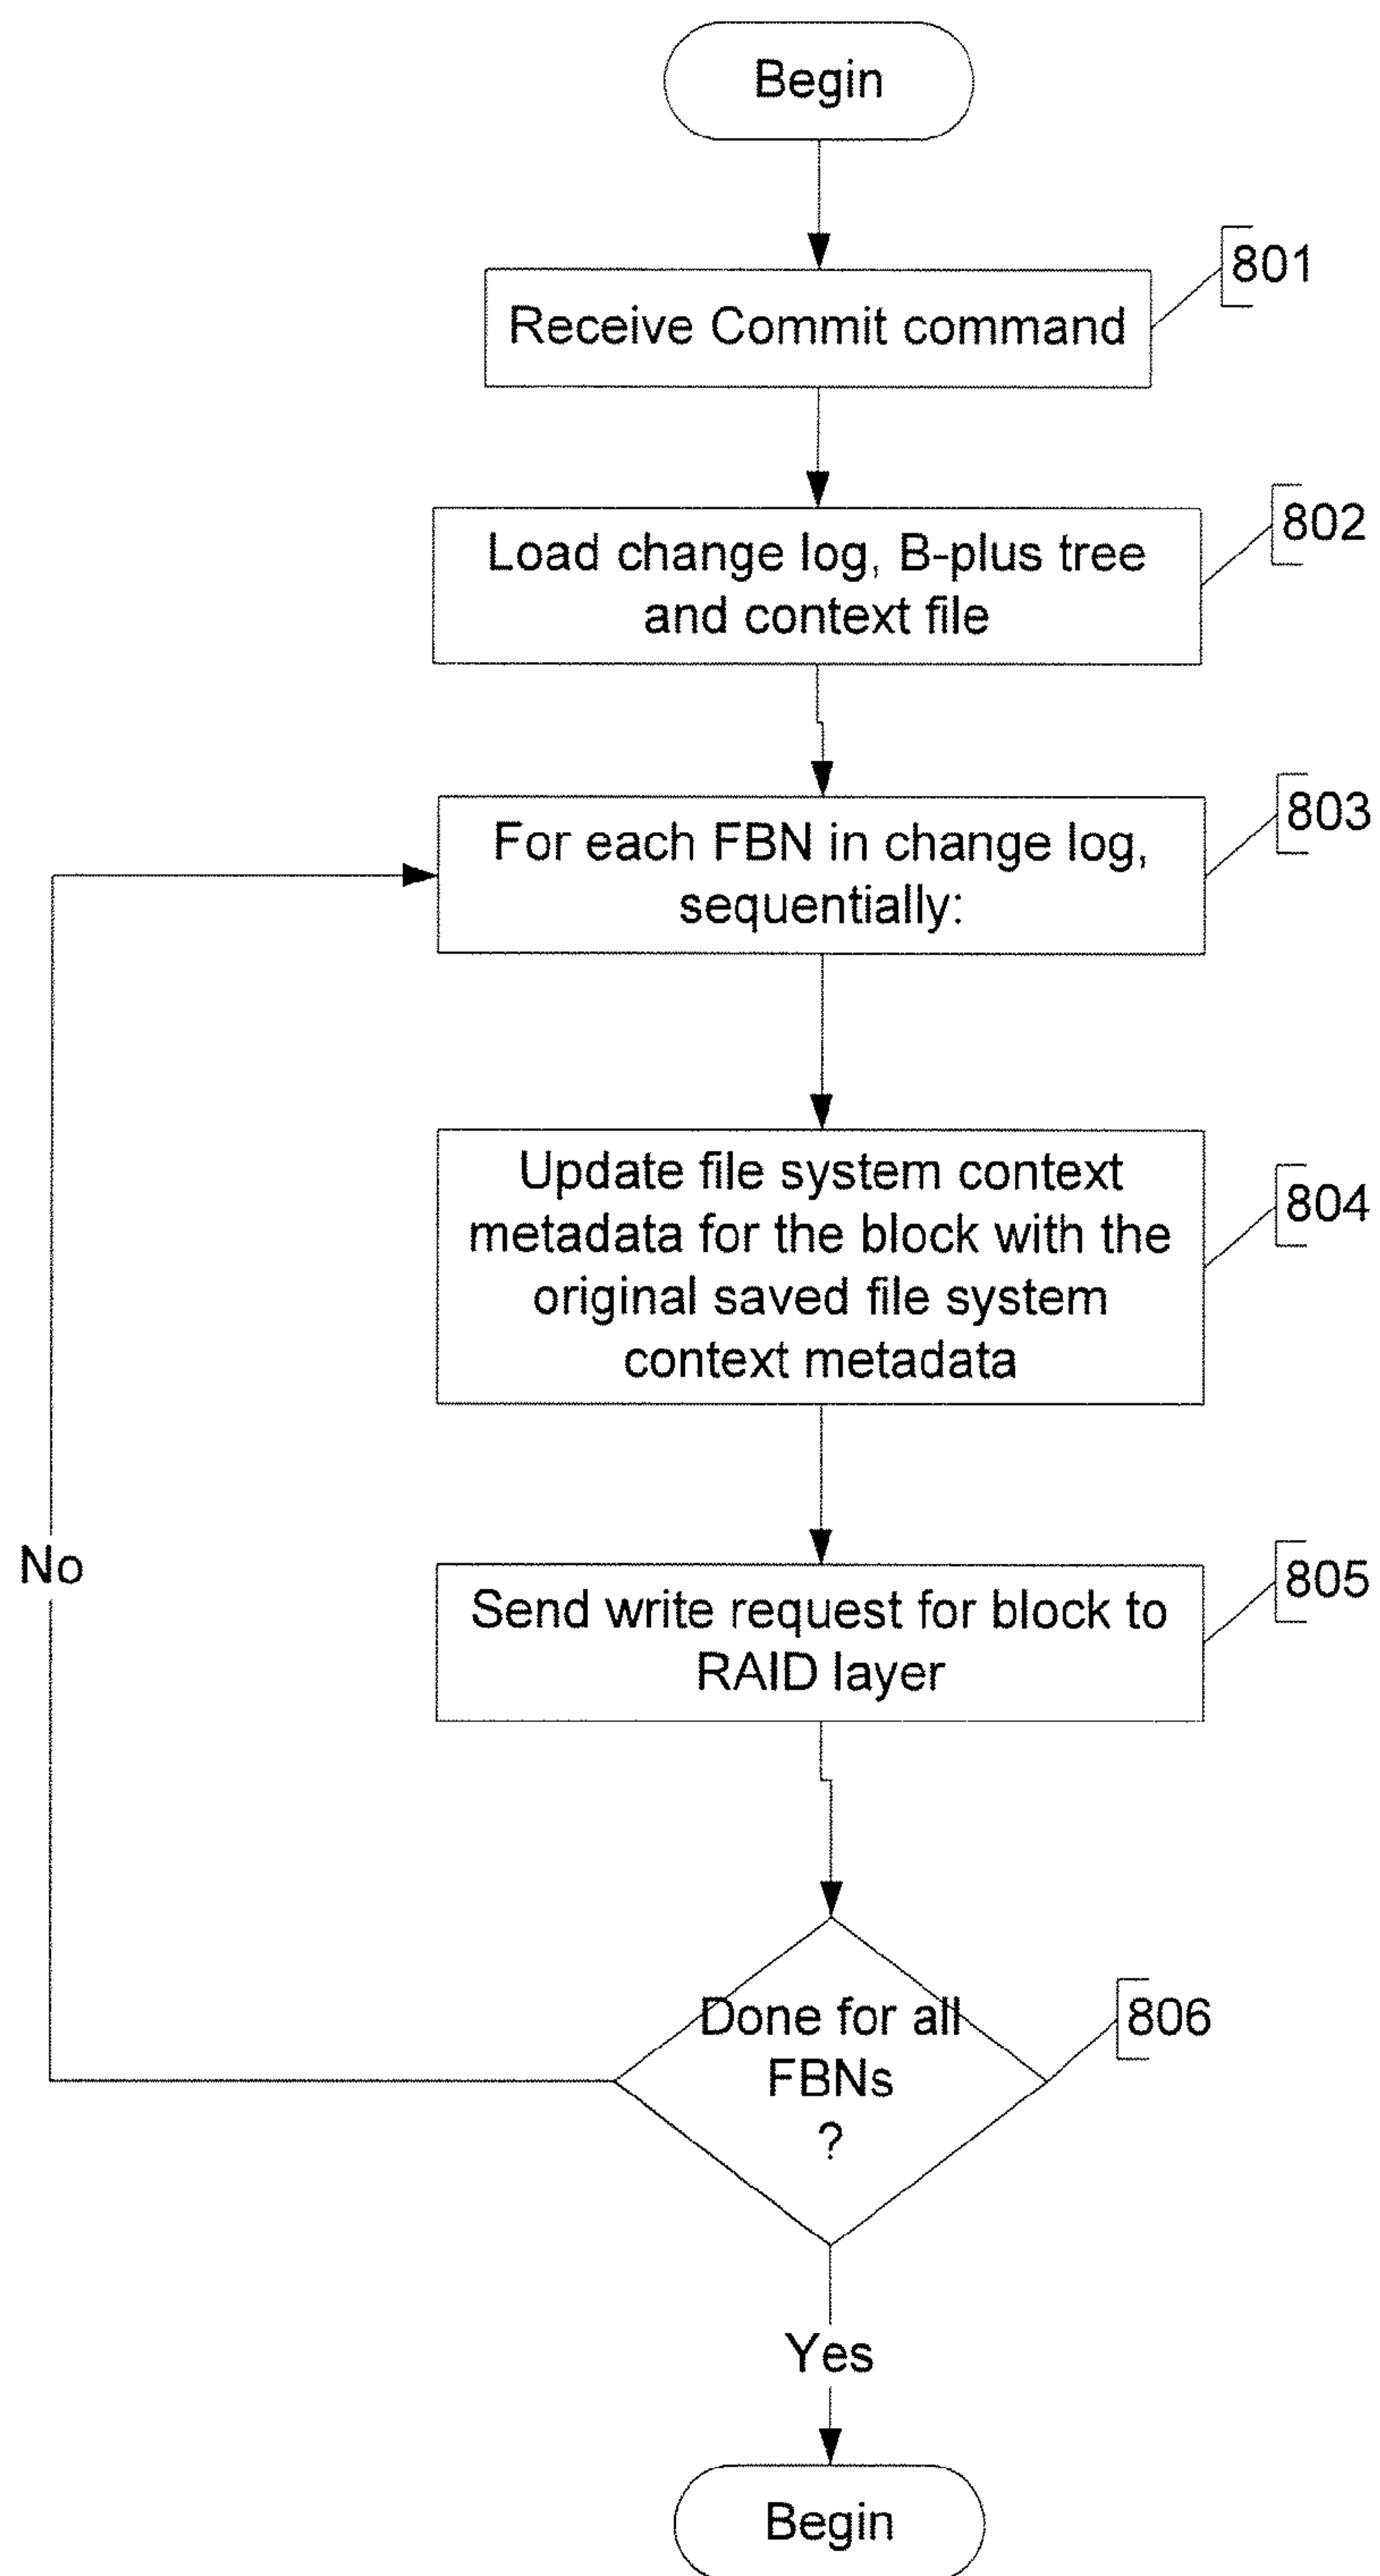 Begin
801
Receive Commit command
802
Load change log, B-plus tree
and context file
803
For each FBN in change log,
sequentially:
804
Update file system context
metadata for the block with the
original saved file system
context metadata
No
805
Send write request for block to
RAID layer
806
Done for all
FBNs
?
Yes
Begin